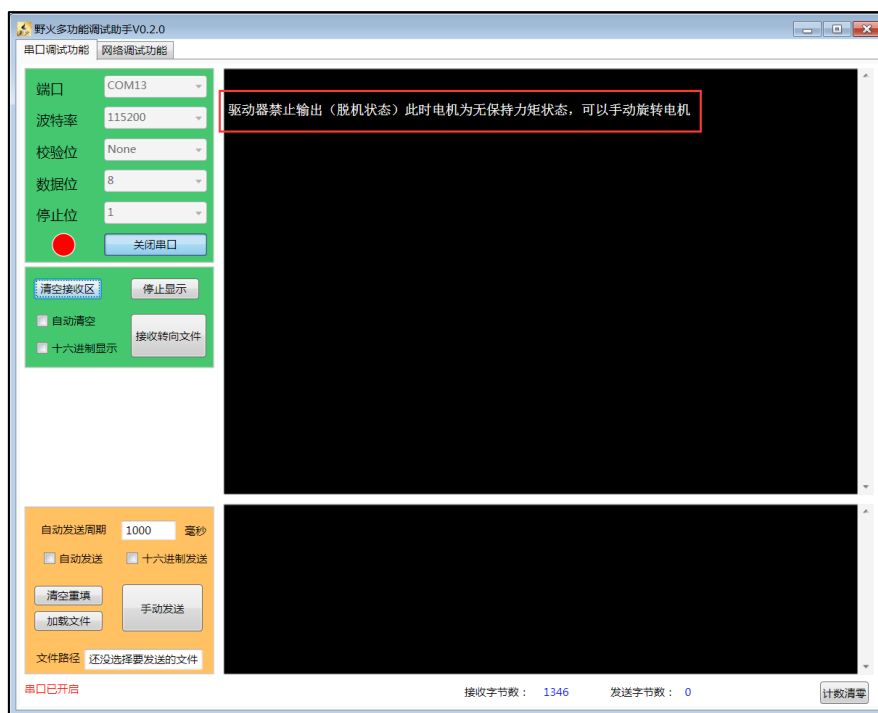 野火多功能调试助手V0.2.0
串口调试功能 网络调试功能
端口 COM13
波特率 115200
校验位 None
数据位 8
停止位 1
关闭串口
驱动器禁止输出（脱机状态）此时电机为无保持力矩状态，可以手动旋转电机
清空接收区 停止显示
自动清空
十六进制显示
接收转向文件
自动发送周期 1000 毫秒
自动发送 十六进制发送
清空重填
加载文件
手动发送
文件路径 还没选择要发送的文件
串口已开启
接收字节数： 1346 发送字节数： 0 计数清零